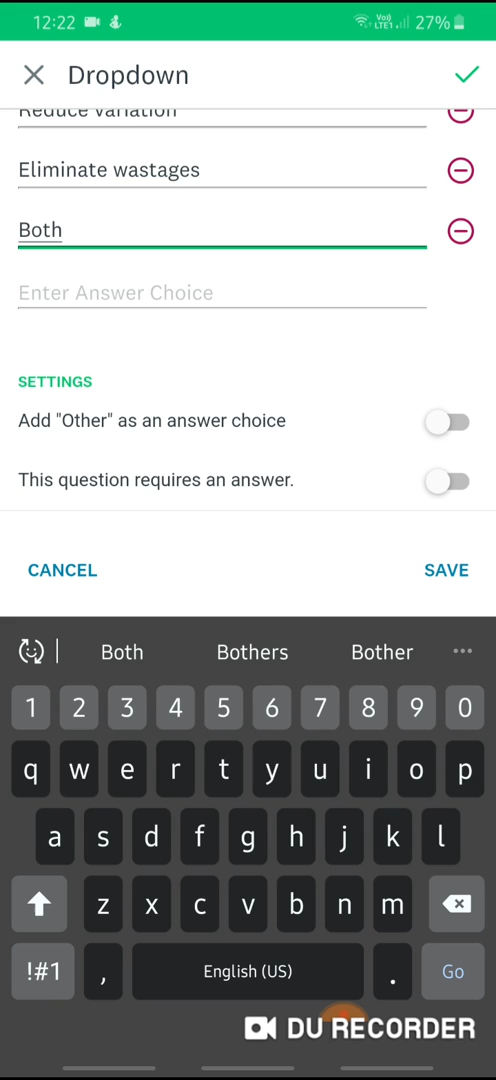 12:22 Vo)) LTE1 27%
Dropdown
Reduce variation
Eliminate wastages
Both
Enter Answer Choice
SETTINGS
Add "Other" as an answer choice
This question requires an answer.
CANCEL SAVE
Both Bothers Bother
1 2 3 4 5 6 7 8 9 0
q w e r t y u i o p
a s d f g h j k l
z x c v b n m
!#1 , English (US) . Go
DU RECORDER